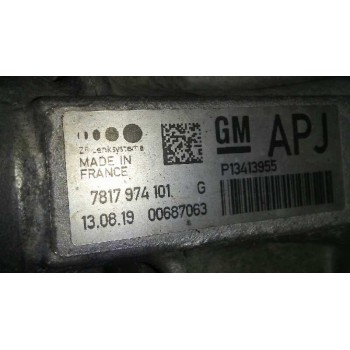 ZF Lenksysteme
MADE IN
FRANCE
GM APJ
P13413955
7817 974 101 G
13.08.19 00687063